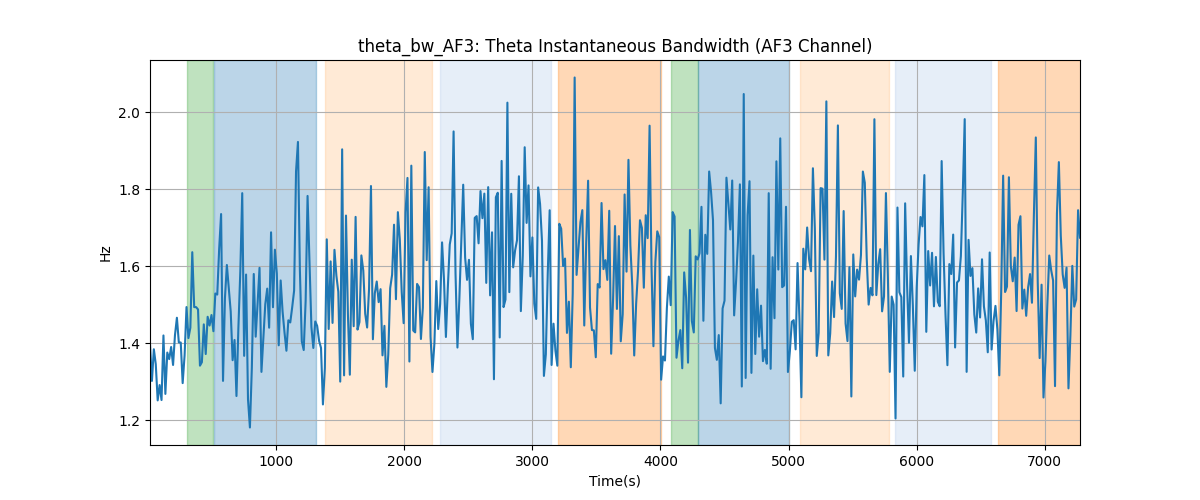 theta_bw_AF3: Theta Instantaneous Bandwidth (AF3 Channel)
2.0
1.8
1.6
1.4
1.2
Hz
1000 2000 3000 4000 5000 6000 7000
Time(s)